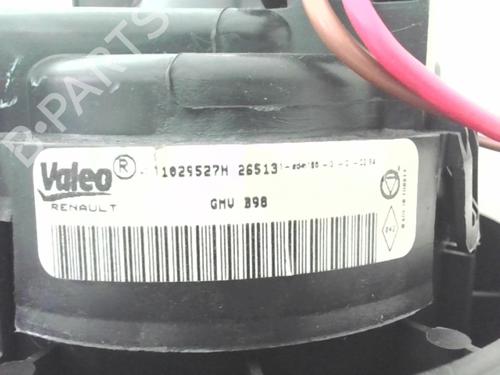 B-PARTS
Valeo ® 11029527H 26513
RENAULT GMV B98